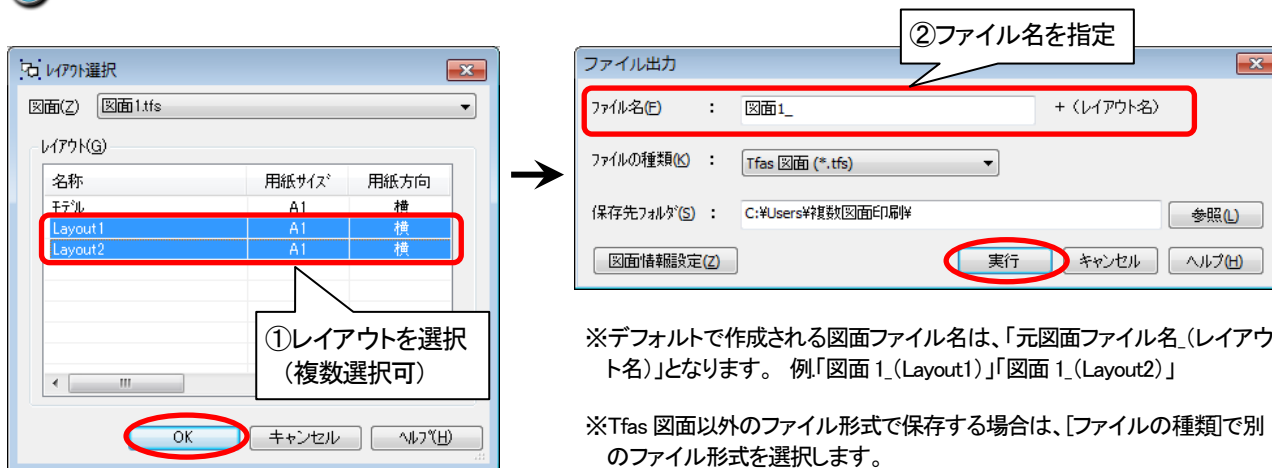 レイアウト選択
図面(Z) 図面1.tfs
レイアウト(G)
名称 用紙サイズ 用紙方向
モデル A1 横
Layout1 A1 横
Layout2 A1 横
①レイアウトを選択
（複数選択可）
OK キャンセル ヘルプ(H)
②ファイル名を指定
ファイル出力
ファイル名(F) : 図面1_ + 〈レイアウト名〉
ファイルの種類(K) : Tfas 図面 (*.tfs)
保存先フォルダ(S) : C:¥Users¥複数図面印刷¥ 参照(L)
図面情報設定(Z) 実行 キャンセル ヘルプ(H)
※デフォルトで作成される図面ファイル名は、「元図面ファイル名_(レイアウ
ト名)」となります。 例.「図面 1_(Layout1)」「図面 1_(Layout2)」
※Tfas 図面以外のファイル形式で保存する場合は、[ファイルの種類]で別
のファイル形式を選択します。